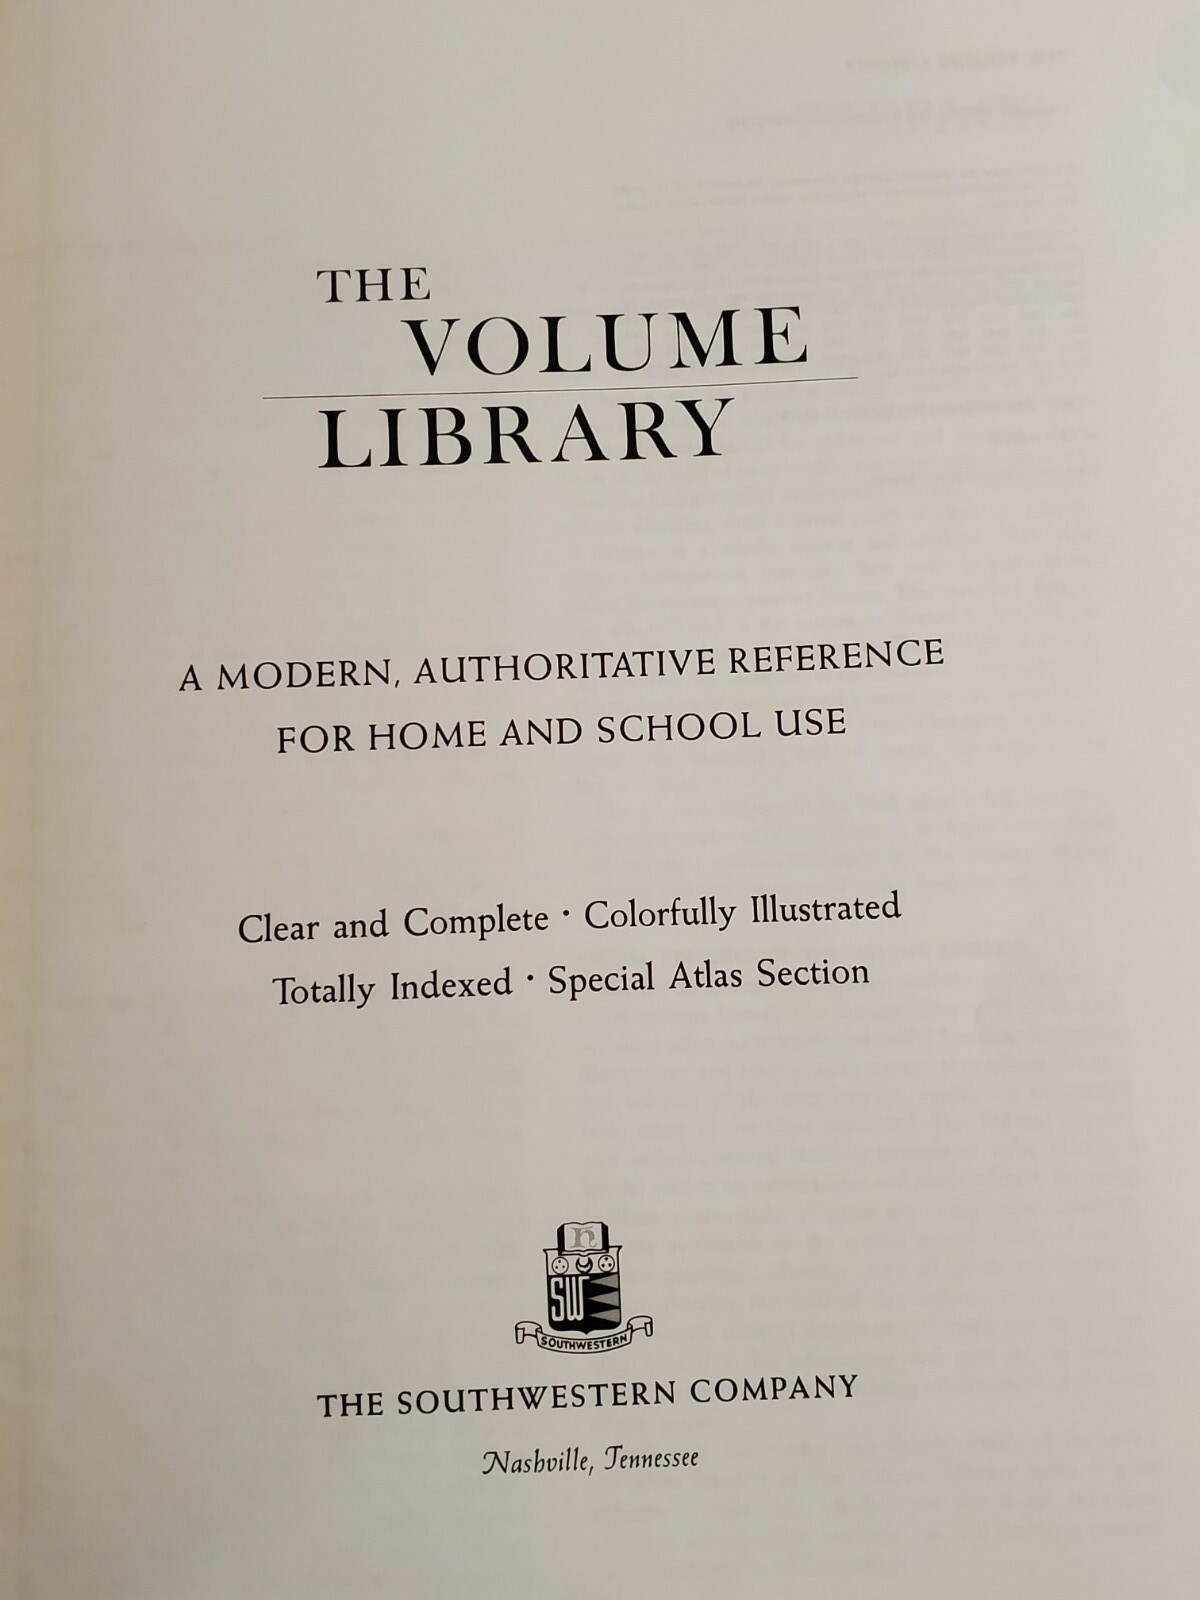 THE
VOLUME
LIBRARY
A MODERN, AUTHORITATIVE REFERENCE
FOR HOME AND SCHOOL USE
Clear and Complete · Colorfully Illustrated
Totally Indexed · Special Atlas Section
SW
SOUTHWESTERN
THE SOUTHWESTERN COMPANY
Nashville, Tennessee